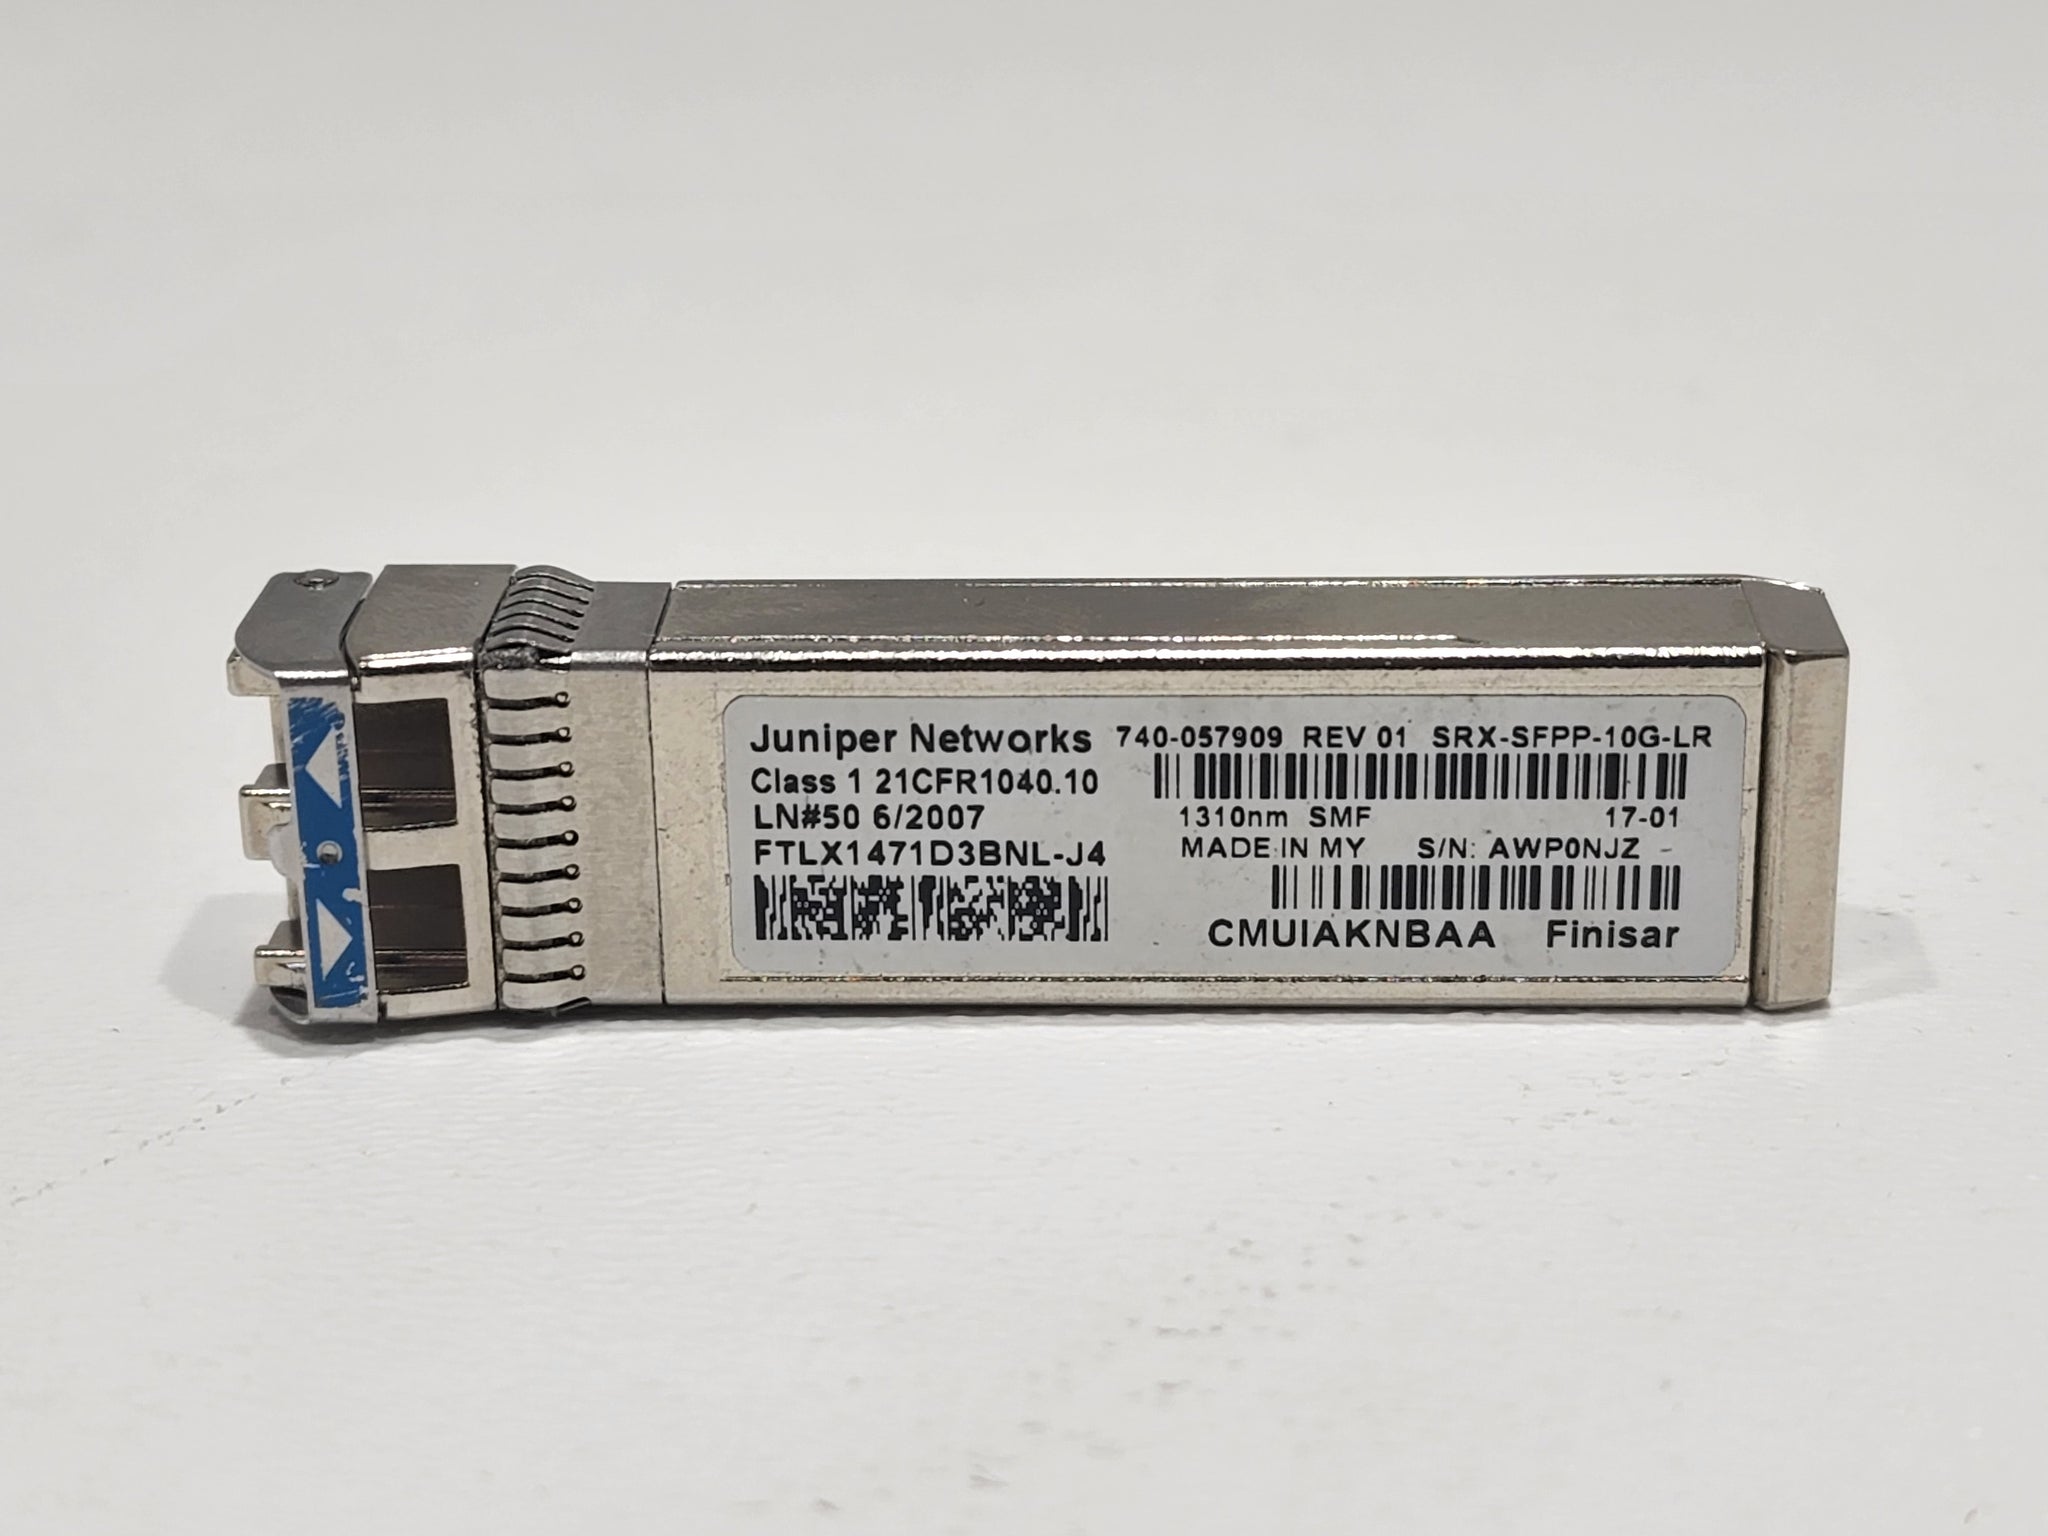 Juniper Networks 740-057909 REV 01 SRX-SFPP-10G-LR
Class 1 21CFR1040.10
LN#50 6/2007 1310nm SMF 17-01
FTLX1471D3BNL-J4 MADE IN MY S/N: AWP0NJZ
CMUIAKNBAA Finisar